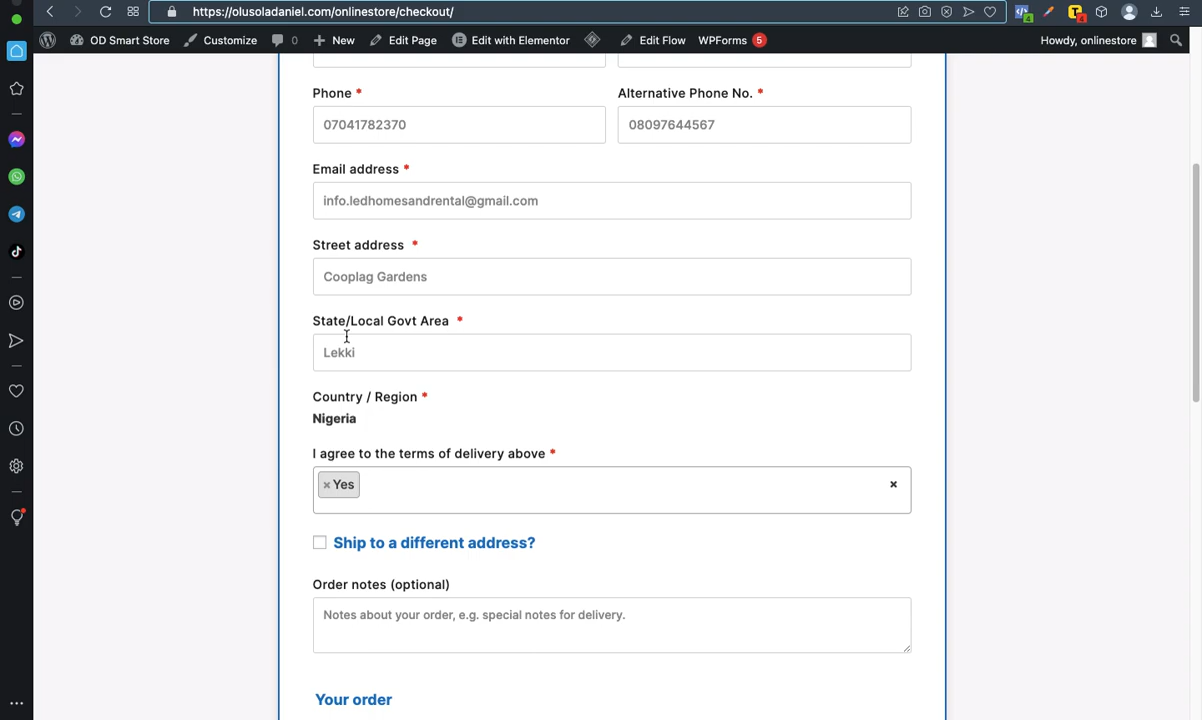 https://olusoladaniel.com/onlinestore/checkout/
4
4
OD Smart Store Customize 0 New Edit Page Edit with Elementor Edit Flow WPForms 5 Howdy, onlinestore
Phone * Alternative Phone No. *
07041782370 08097644567
Email address *
info.ledhomesandrental@gmail.com
Street address *
Cooplag Gardens
State/Local Govt Area *
Lekki
Country / Region *
Nigeria
I agree to the terms of delivery above *
× Yes ×
Ship to a different address?
Order notes (optional)
Notes about your order, e.g. special notes for delivery.
Your order